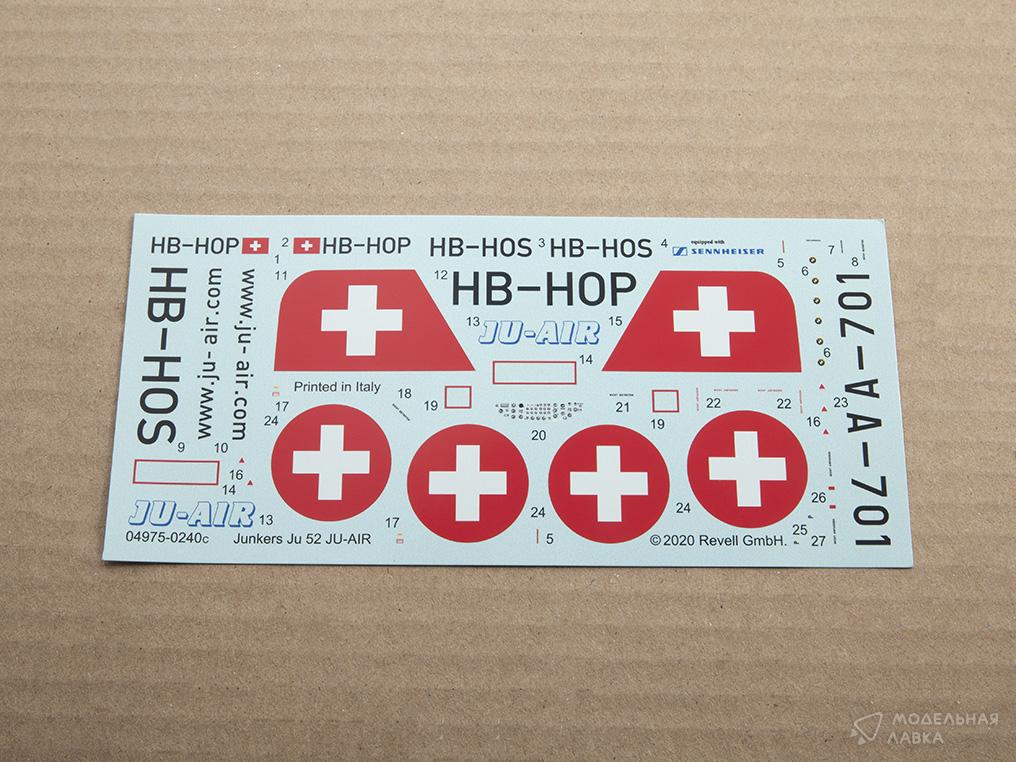 HB-HOP
1
2
HB-HOP
HB-HOS
3
HB-HOS
4
equipped with
SENNHEISER
5
6
7
8
HB-HOS
9
www.ju-air.com
10
www.ju-air.com
11
12
HB-HOP
13
JU-AIR
15
14
6
A-701
A-701
Printed in Italy
17
24
18
19
20
21
19
22
22
16
23
16
14
JU-AIR
13
17
24
5
24
26
25
27
04975-0240c
Junkers Ju 52 JU-AIR
©2020 Revell GmbH.
МОДЕЛЬНАЯ
ЛАВКА